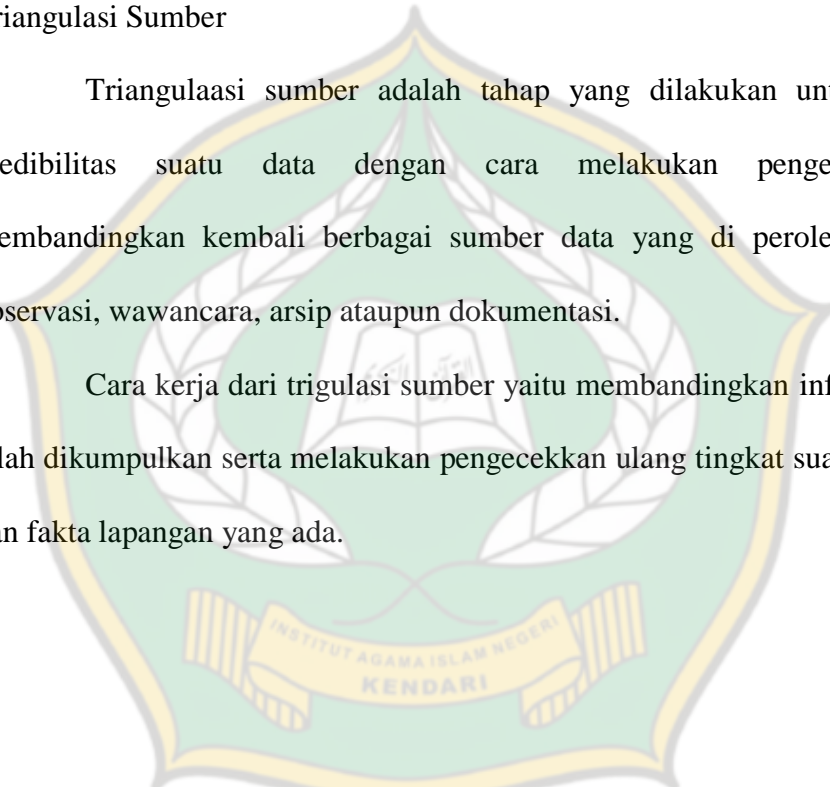 riangulasi Sumber
Triangulaasi sumber adalah tahap yang dilakukan unt
edibilitas suatu data dengan cara melakukan penge
embandingkan kembali berbagai sumber data yang di perole
bservasi, wawancara, arsip ataupun dokumentasi.
Cara kerja dari trigulasi sumber yaitu membandingkan inf
lah dikumpulkan serta melakukan pengecekkan ulang tingkat sua
an fakta lapangan yang ada.
INSTITUT AGAMA ISLAM NEGERI
KENDARI